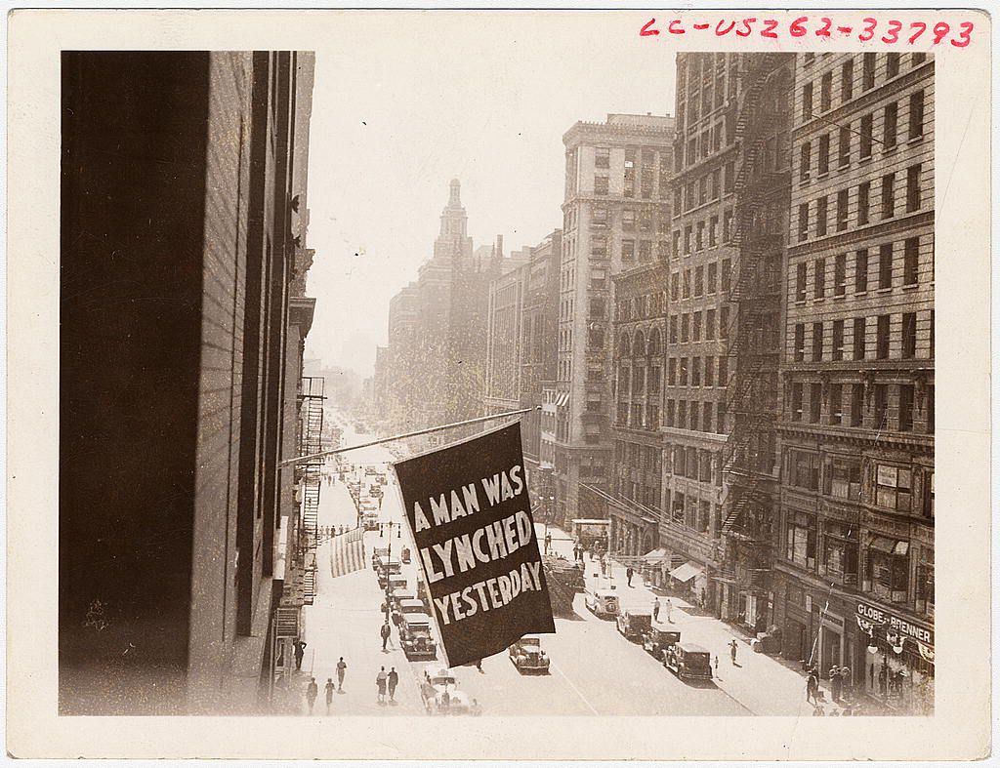 LC-USZ62-33793
A MAN WAS
LYNCHED
YESTERDAY
GLOBE-BRENNER